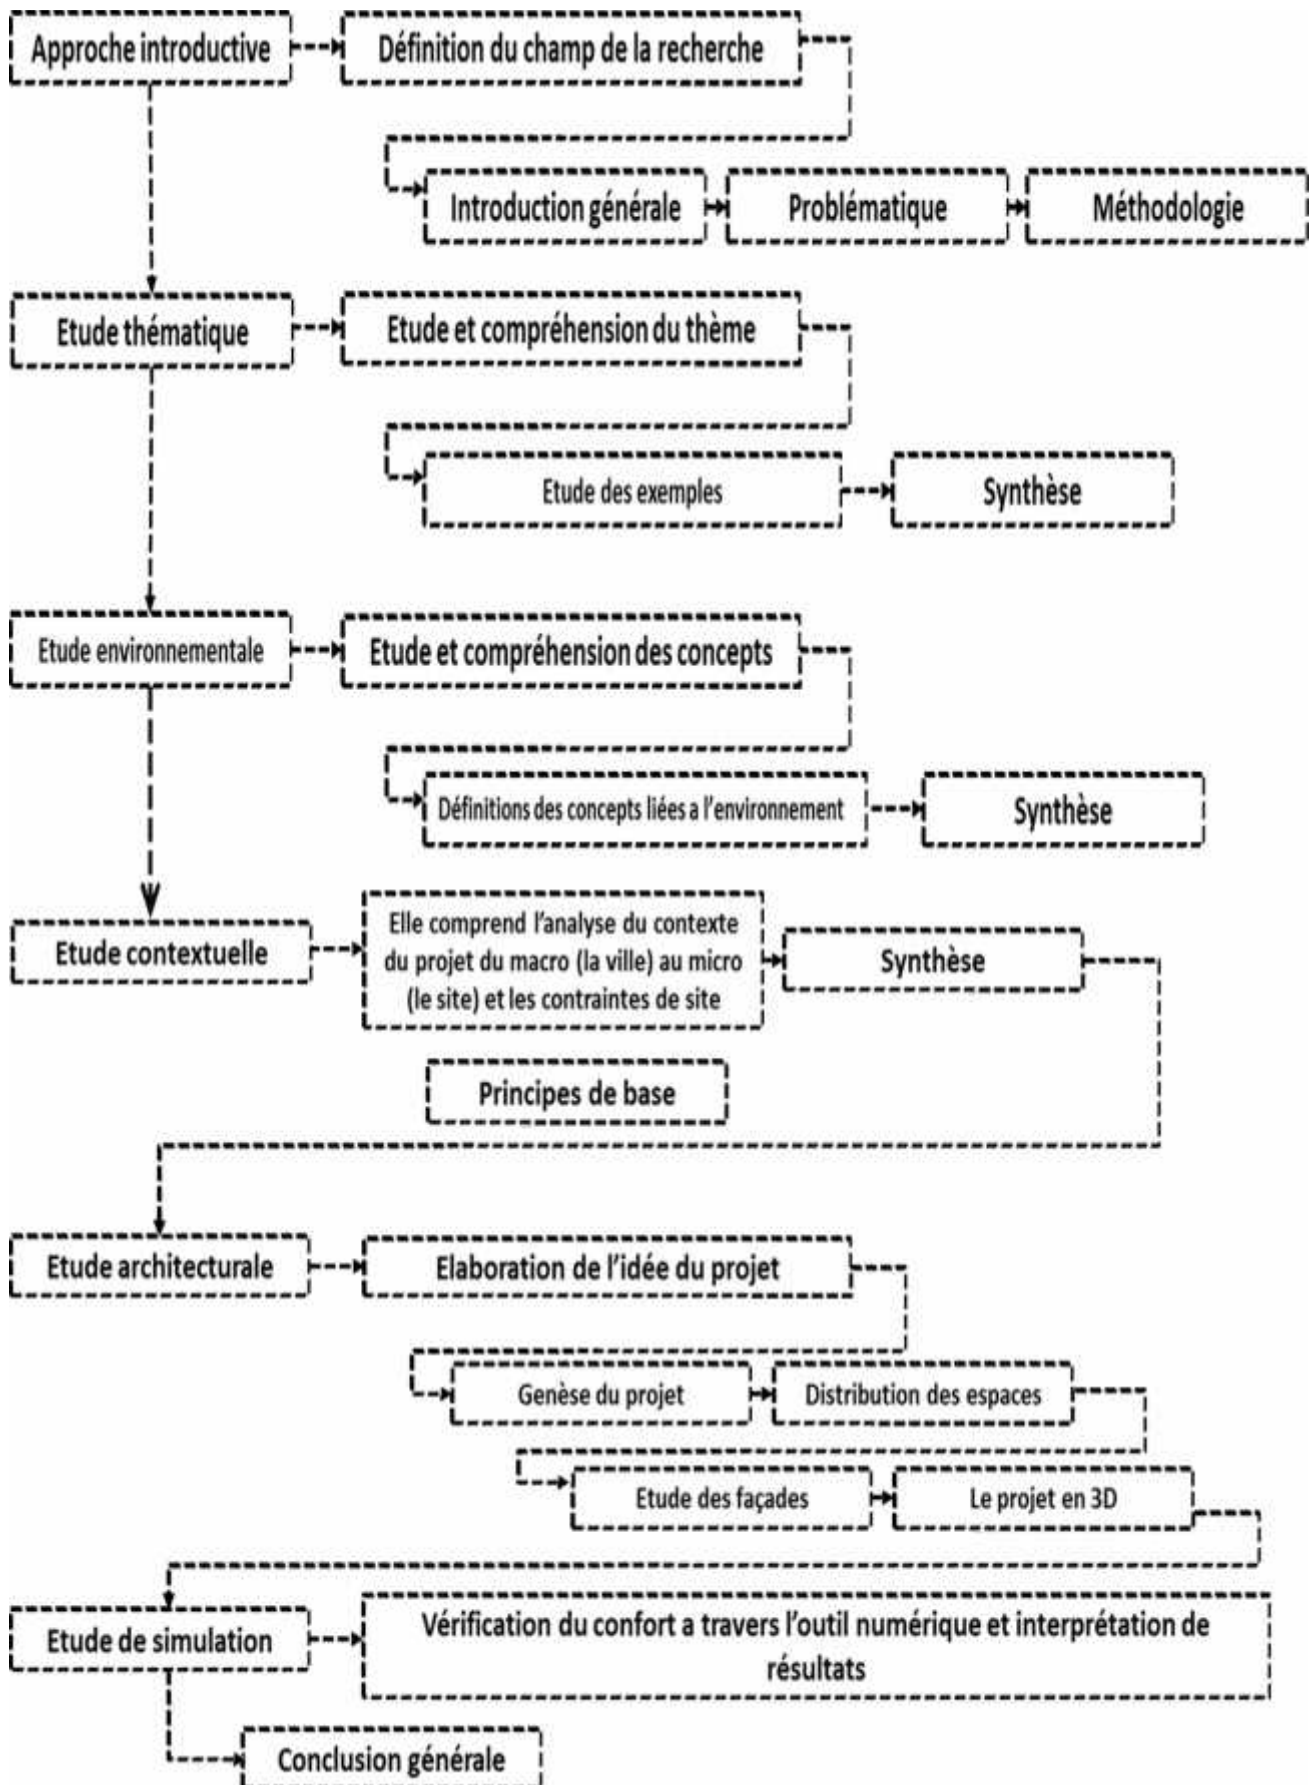 Approche introductive
Définition du champ de la recherche
Introduction générale
Problématique
Méthodologie
Etude thématique
Etude et compréhension du thème
Etude des exemples
Synthèse
Etude environnementale
Etude et compréhension des concepts
Définitions des concepts liées a l'environnement
Synthèse
Etude contextuelle
Elle comprend l'analyse du contexte
du projet du macro (la ville) au micro
(le site) et les contraintes de site
Synthèse
Principes de base
Etude architecturale
Elaboration de l'idée du projet
Genèse du projet
Distribution des espaces
Etude des façades
Le projet en 3D
Etude de simulation
Vérification du confort a travers l'outil numérique et interprétation de
résultats
Conclusion générale